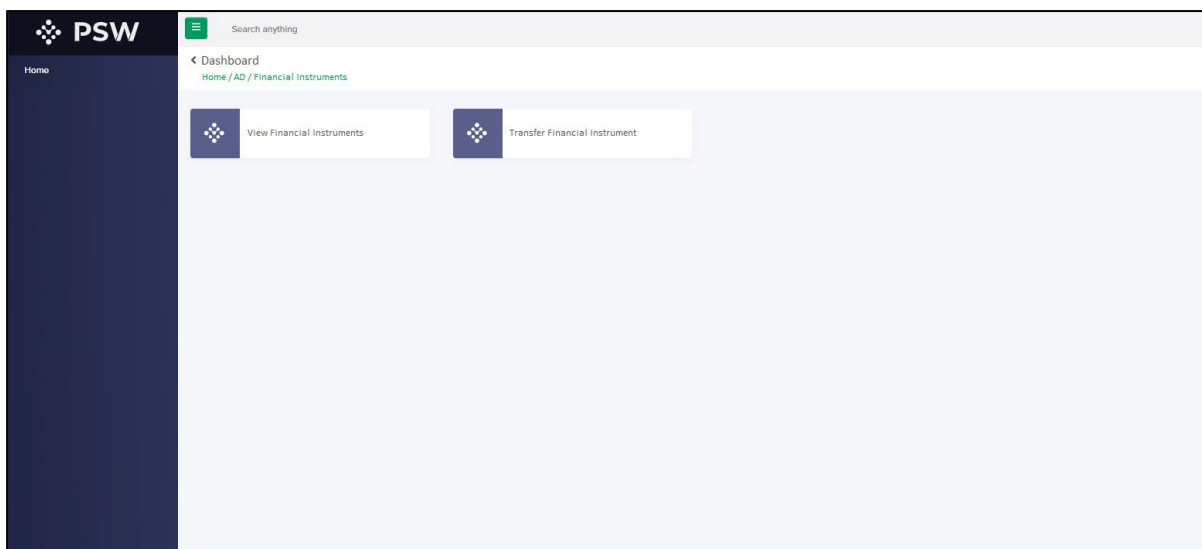 PSW
Search anything
Home
Dashboard
Home / AD / Financial Instruments
View Financial Instruments
Transfer Financial Instrument